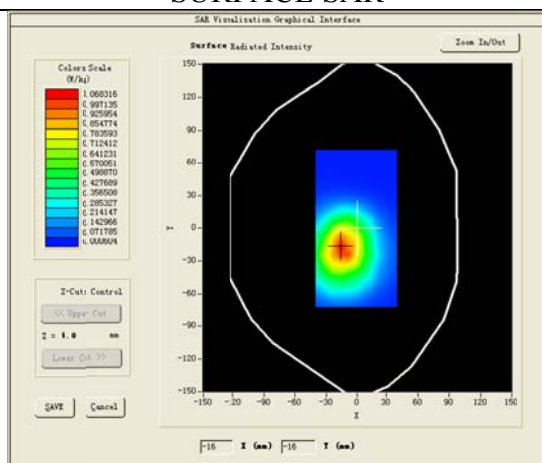 SURFACE SAR
SAR Visualisation Graphical Interface
Surface Radiated Intensity
Zoom In/Out
Colors Scale
(W/kg)
1.068316
0.997135
0.925954
0.854774
0.783593
0.712412
0.641231
0.570051
0.498870
0.427689
0.356508
0.285327
0.214147
0.142966
0.071785
0.000604
150
120
90
60
30
0
-30
-60
-90
-120
-150
Y
-150 -120 -90 -60 -30 0 30 60 90 120 150
X
Z-Cut: Control
<< Upper Cut
Z = 4.0 mm
Lower Cut >>
SAVE Cancel
-16 X (mm) -16 Y (mm)